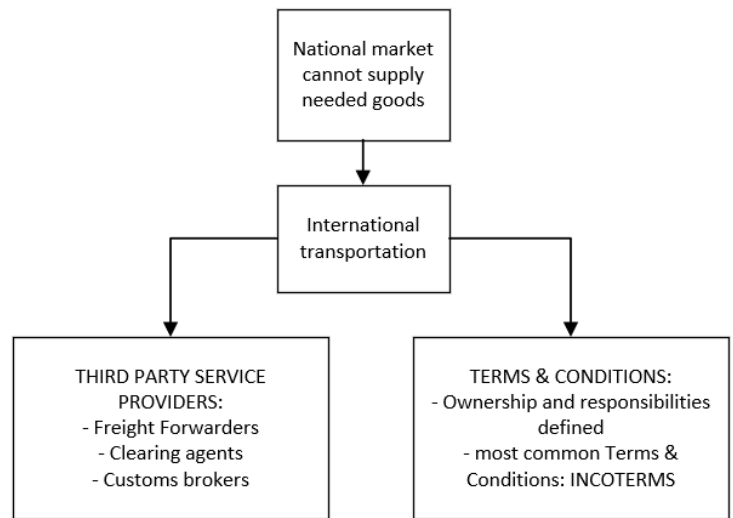 National market
cannot supply
needed goods
International
transportation
THIRD PARTY SERVICE
PROVIDERS:
- Freight Forwarders
- Clearing agents
- Customs brokers
TERMS & CONDITIONS:
- Ownership and responsibilities
defined
- most common Terms &
Conditions: INCOTERMS